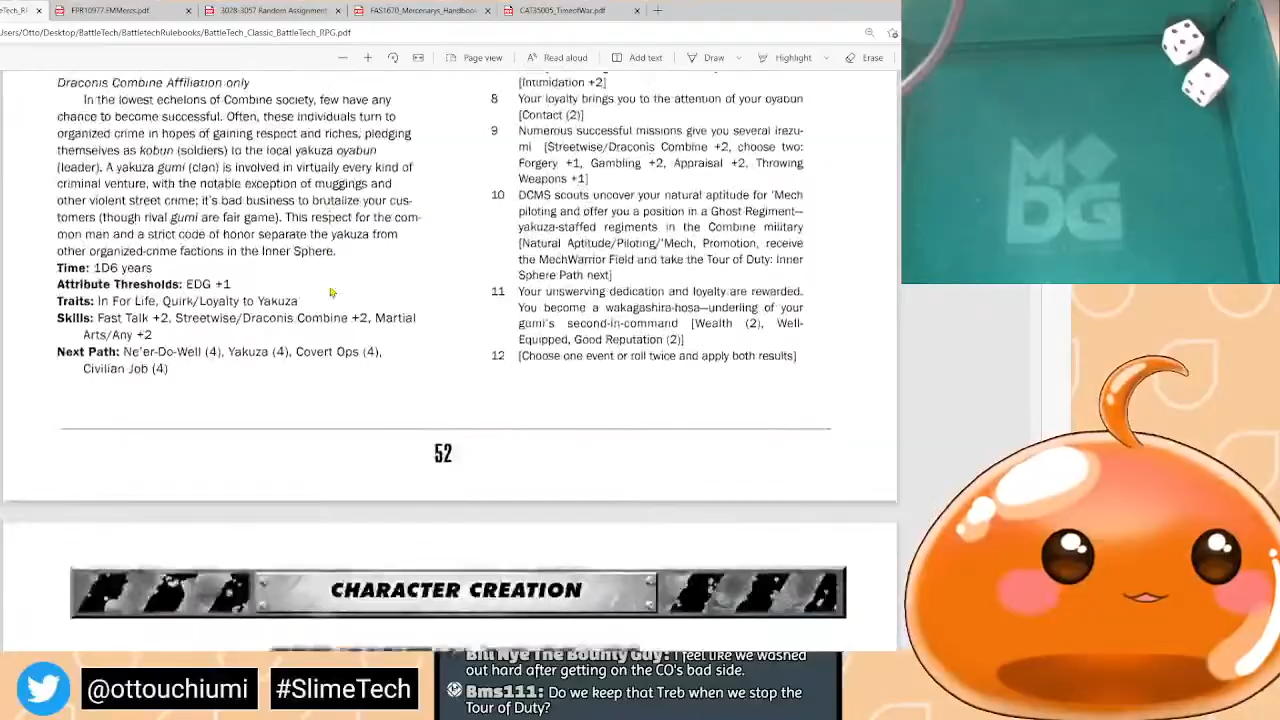 eTech_R
FPR10977.EMMercs.pdf
3028-3057 Random Assignment
FAS1670_Mercenarys_Handboo
CAT35005_TimeofWar.pdf
Users/Otto/Desktop/BattleTech/BattletechRulebooks/BattleTech_Classic_BattleTech_RPG.pdf
Page view
Read aloud
Add text
Draw
Highlight
Erase
Draconis Combine Affiliation only
In the lowest echelons of Combine society, few have any
chance to become successful. Often, these individuals turn to
organized crime in hopes of gaining respect and riches, pledging
themselves as kobun (soldiers) to the local yakuza oyabun
(leader). A yakuza gumi (clan) is involved in virtually every kind of
criminal venture, with the notable exception of muggings and
other violent street crime; it's bad business to brutalize your cus-
tomers (though rival gumi are fair game). This respect for the com-
mon man and a strict code of honor separate the yakuza from
other organized-crime factions in the Inner Sphere.
Time: 1D6 years
Attribute Thresholds: EDG +1
Traits: In For Life, Quirk/Loyalty to Yakuza
Skills: Fast Talk +2, Streetwise/Draconis Combine +2, Martial
Arts/Any +2
Next Path: Ne'er-Do-Well (4), Yakuza (4), Covert Ops (4),
Civilian Job (4)
[Intimidation +2]
8 Your loyalty brings you to the attention of your oyabun
[Contact (2)]
9 Numerous successful missions give you several irezu-
mi [Streetwise/Draconis Combine +2, choose two:
Forgery +1, Gambling +2, Appraisal +2, Throwing
Weapons +1]
10 DCMS scouts uncover your natural aptitude for 'Mech
piloting and offer you a position in a Ghost Regiment—
yakuza-staffed regiments in the Combine military
[Natural Aptitude/Piloting/'Mech, Promotion, receive
the MechWarrior Field and take the Tour of Duty: Inner
Sphere Path next]
11 Your unswerving dedication and loyalty are rewarded.
You become a wakagashira-hosa—underling of your
gumi's second-in-command [Wealth (2), Well-
Equipped, Good Reputation (2)]
12 [Choose one event or roll twice and apply both results]
52
CHARACTER CREATION
M DG
@ottouchiumi
#SlimeTech
Bill Nye The Bounty Guy: I feel like we washed
out hard after getting on the CO's bad side.
Bms111: Do we keep that Treb when we stop the
Tour of Duty?